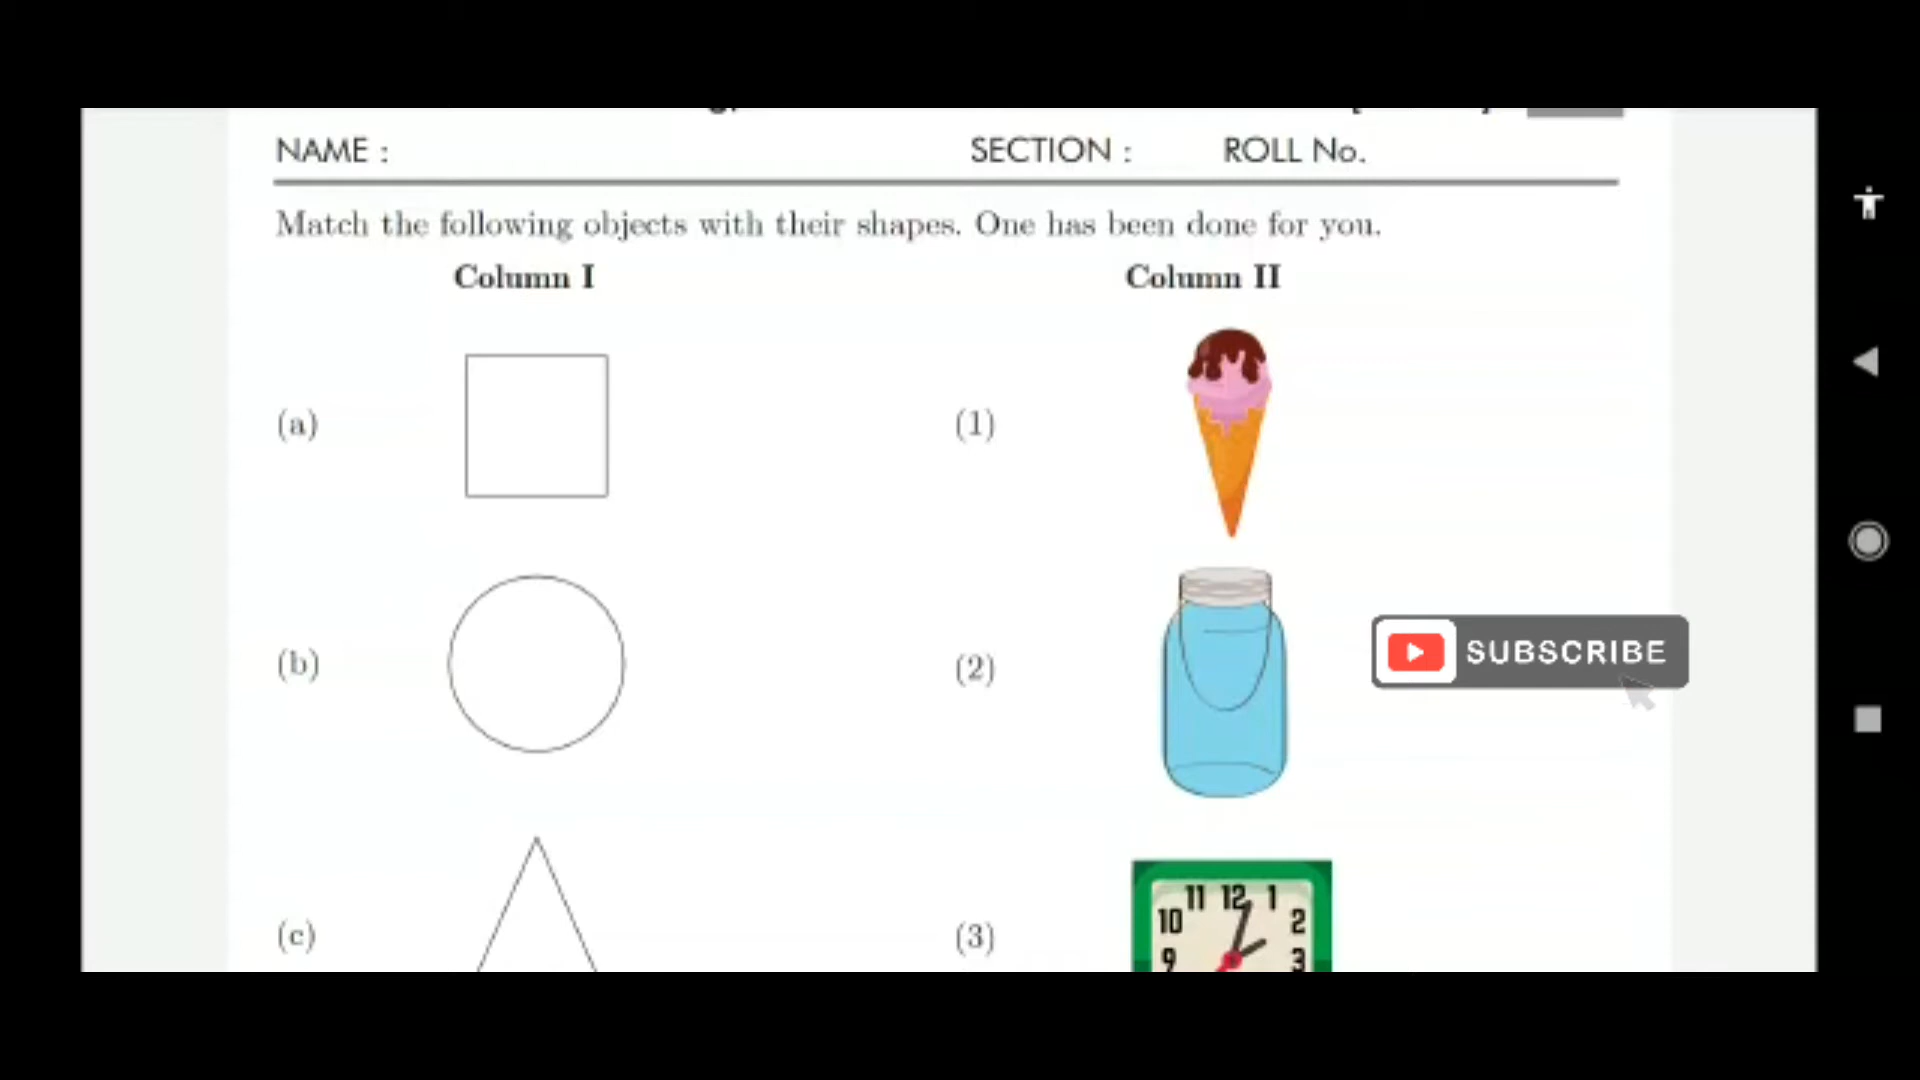 NAME : SECTION : ROLL No.
Match the following objects with their shapes. One has been done for you.
Column I Column II
(a) (1)
(b) (2)
SUBSCRIBE
(c) (3)
11 12 1
10 2
9 3